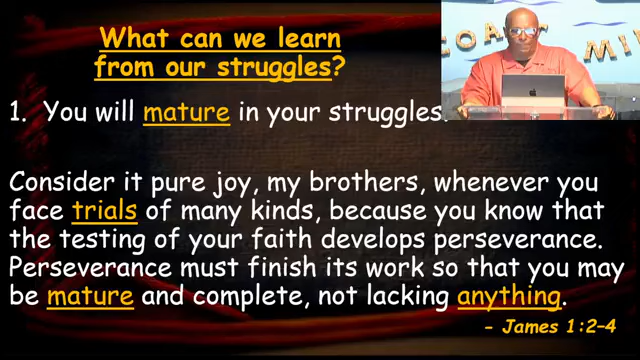 What can we learn
from our struggles?
1. You will mature in your struggles.
Consider it pure joy, my brothers, whenever you
face trials of many kinds, because you know that
the testing of your faith develops perseverance.
Perseverance must finish its work so that you may
be mature and complete, not lacking anything.
- James 1:2-4
COAST
MI